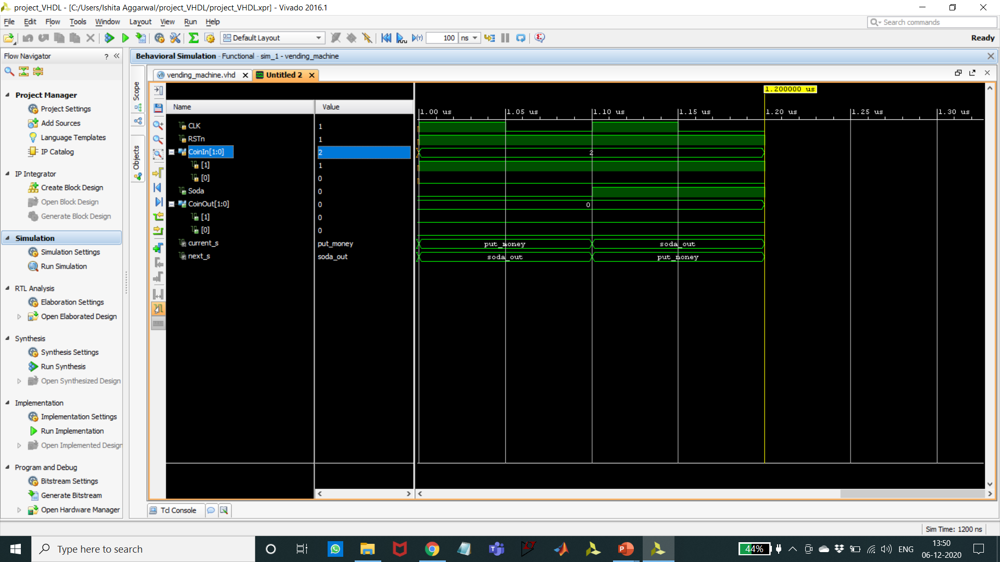 project_VHDL - [C:/Users/Ishita Aggarwal/project_VHDL/project_VHDL.xpr] - Vivado 2016.1
File Edit Flow Tools Window Layout View Run Help
Search commands
Default Layout
100 ns
Ready
Flow Navigator ? «
Behavioral Simulation - Functional - sim_1 - vending_machine
vending_machine.vhd
Untitled 2
Scope
Objects
Project Manager
Project Settings
Add Sources
Language Templates
IP Catalog
IP Integrator
Create Block Design
Open Block Design
Generate Block Design
Simulation
Simulation Settings
Run Simulation
RTL Analysis
Elaboration Settings
Open Elaborated Design
Synthesis
Synthesis Settings
Run Synthesis
Open Synthesized Design
Implementation
Implementation Settings
Run Implementation
Open Implemented Design
Program and Debug
Bitstream Settings
Generate Bitstream
Open Hardware Manager
Name Value
CLK 1
RSTn 1
CoinIn[1:0] 2
[1] 1
[0] 0
Soda 0
CoinOut[1:0] 0
[1] 0
[0] 0
current_s put_money
next_s soda_out
1.200000 us
1.00 us 1.05 us 1.10 us 1.15 us 1.20 us 1.25 us 1.30 us
2
0
put_money soda_out
soda_out put_money
Tcl Console
Sim Time: 1200 ns
Type here to search
44%
ENG
13:50
06-12-2020